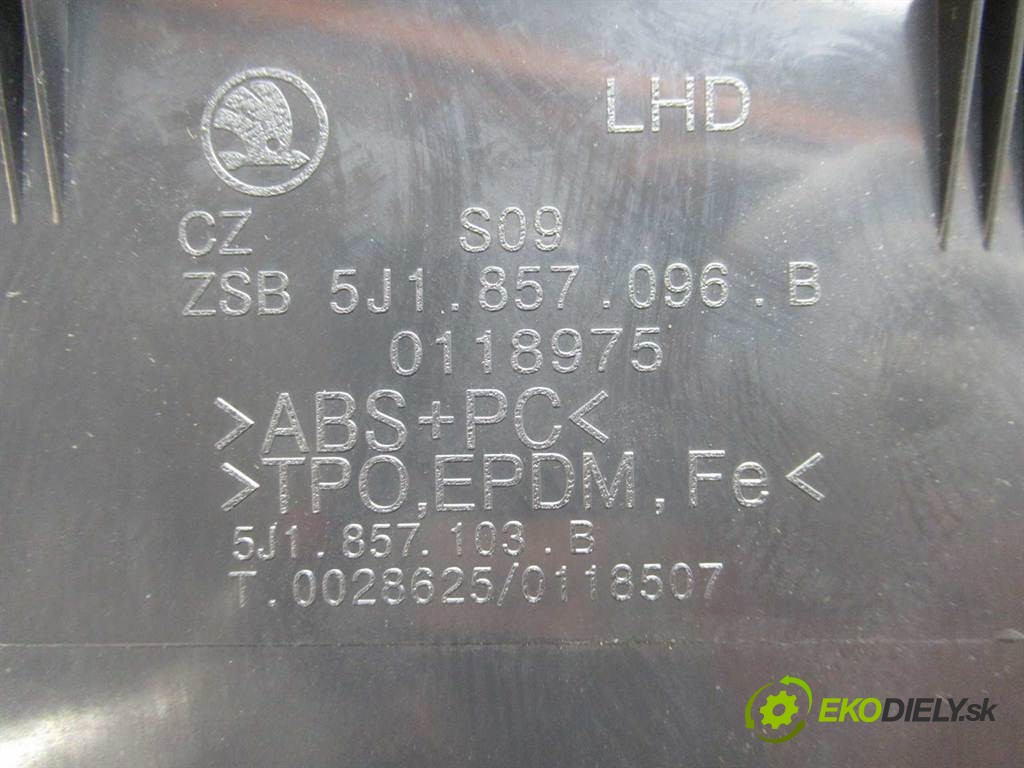 LHD
CZ S09
ZSB 5J1.857.096.B
0118975
>ABS+PC<
>TPO,EPDM,Fe<
5J1.857.103.B
T.0028625/0118507
EKODIELY.sk